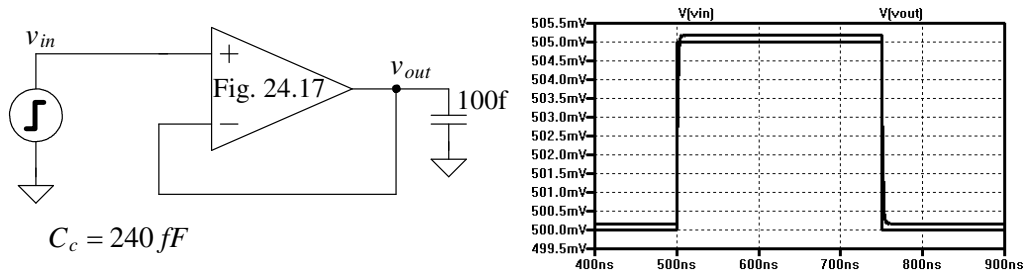 v_in
+
Fig. 24.17
−
v_out
100f
C_c = 240 fF
V(vin) V(vout)
505.5mV
505.0mV
504.5mV
504.0mV
503.5mV
503.0mV
502.5mV
502.0mV
501.5mV
501.0mV
500.5mV
500.0mV
499.5mV
400ns 500ns 600ns 700ns 800ns 900ns